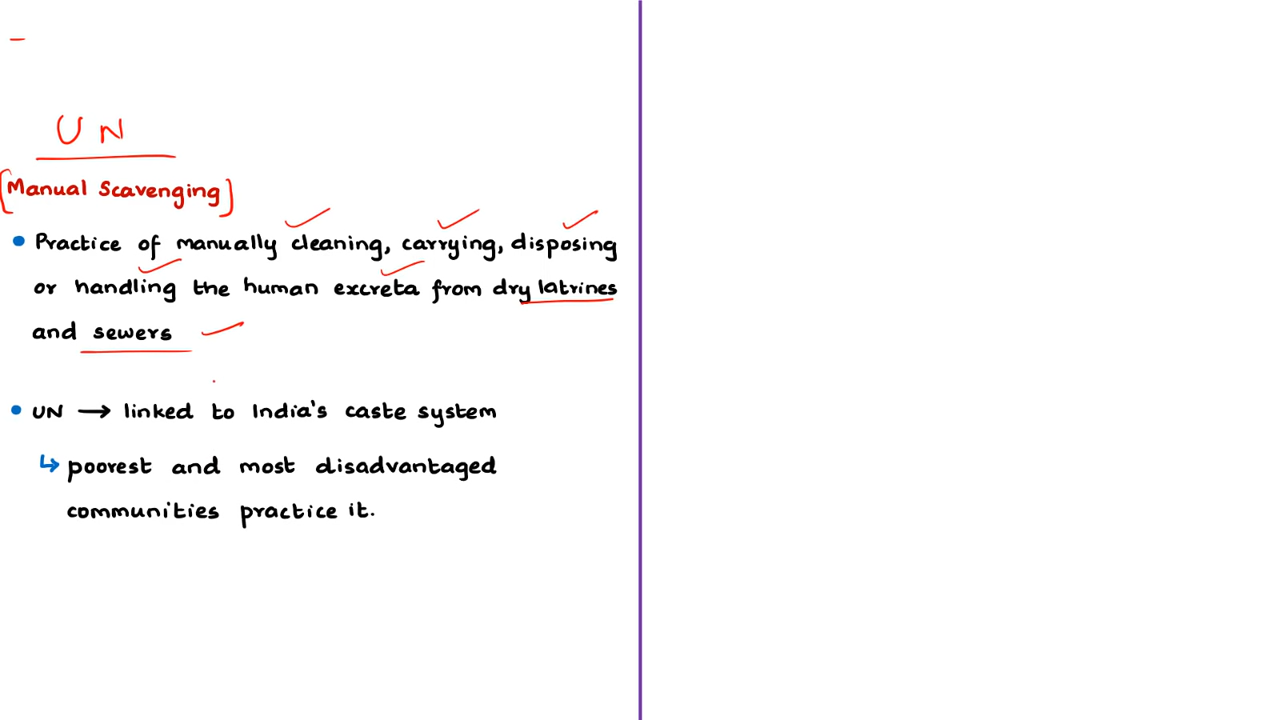 UN
[Manual Scavenging]
• Practice of manually cleaning, carrying, disposing
or handling the human excreta from dry latrines
and sewers
• UN → linked to India's caste system
↳ poorest and most disadvantaged
communities practice it.